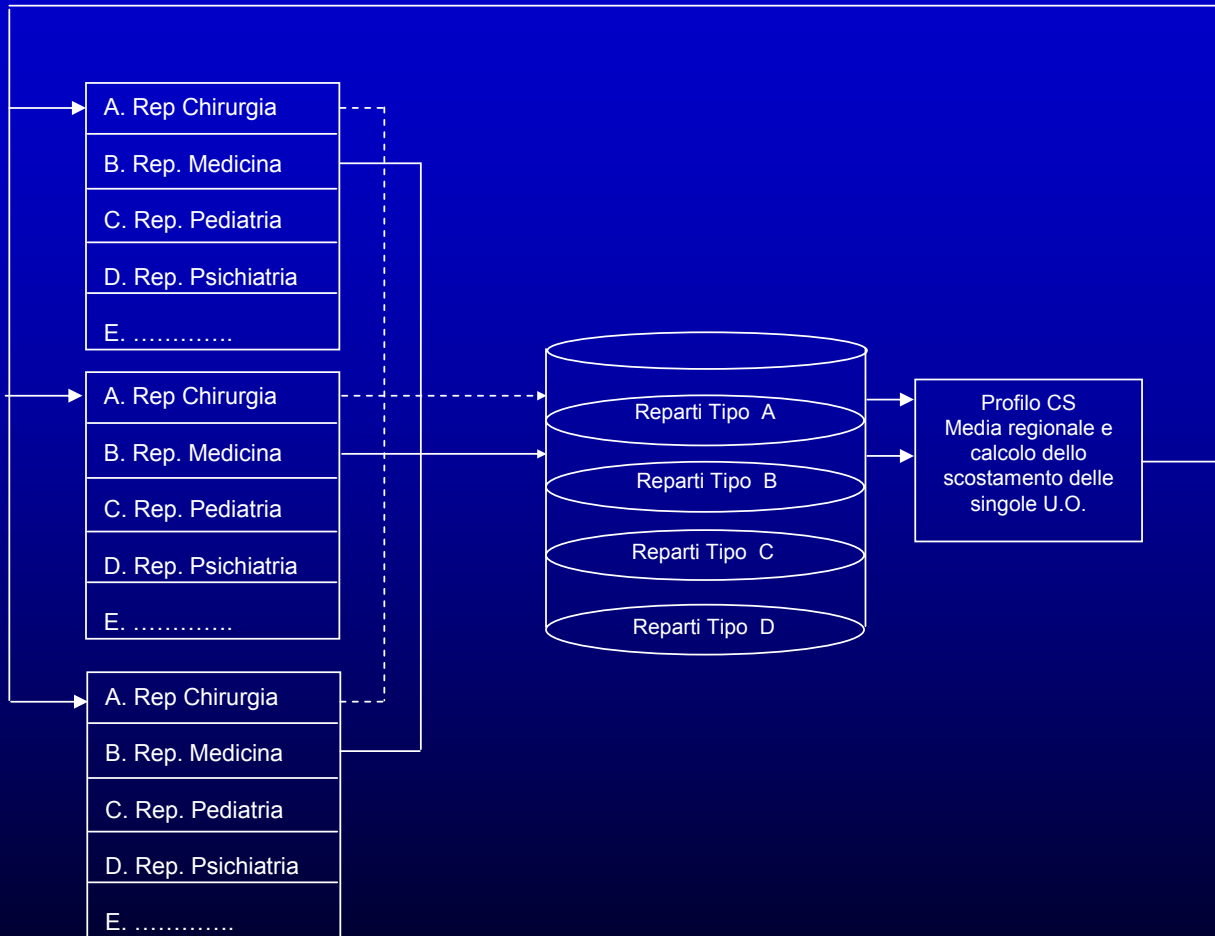 A. Rep Chirurgia
B. Rep. Medicina
C. Rep. Pediatria
D. Rep. Psichiatria
E. ………….
A. Rep Chirurgia
B. Rep. Medicina
C. Rep. Pediatria
D. Rep. Psichiatria
E. ………….
A. Rep Chirurgia
B. Rep. Medicina
C. Rep. Pediatria
D. Rep. Psichiatria
E. ………….
Reparti Tipo A
Reparti Tipo B
Reparti Tipo C
Reparti Tipo D
Profilo CS
Media regionale e
calcolo dello
scostamento delle
singole U.O.